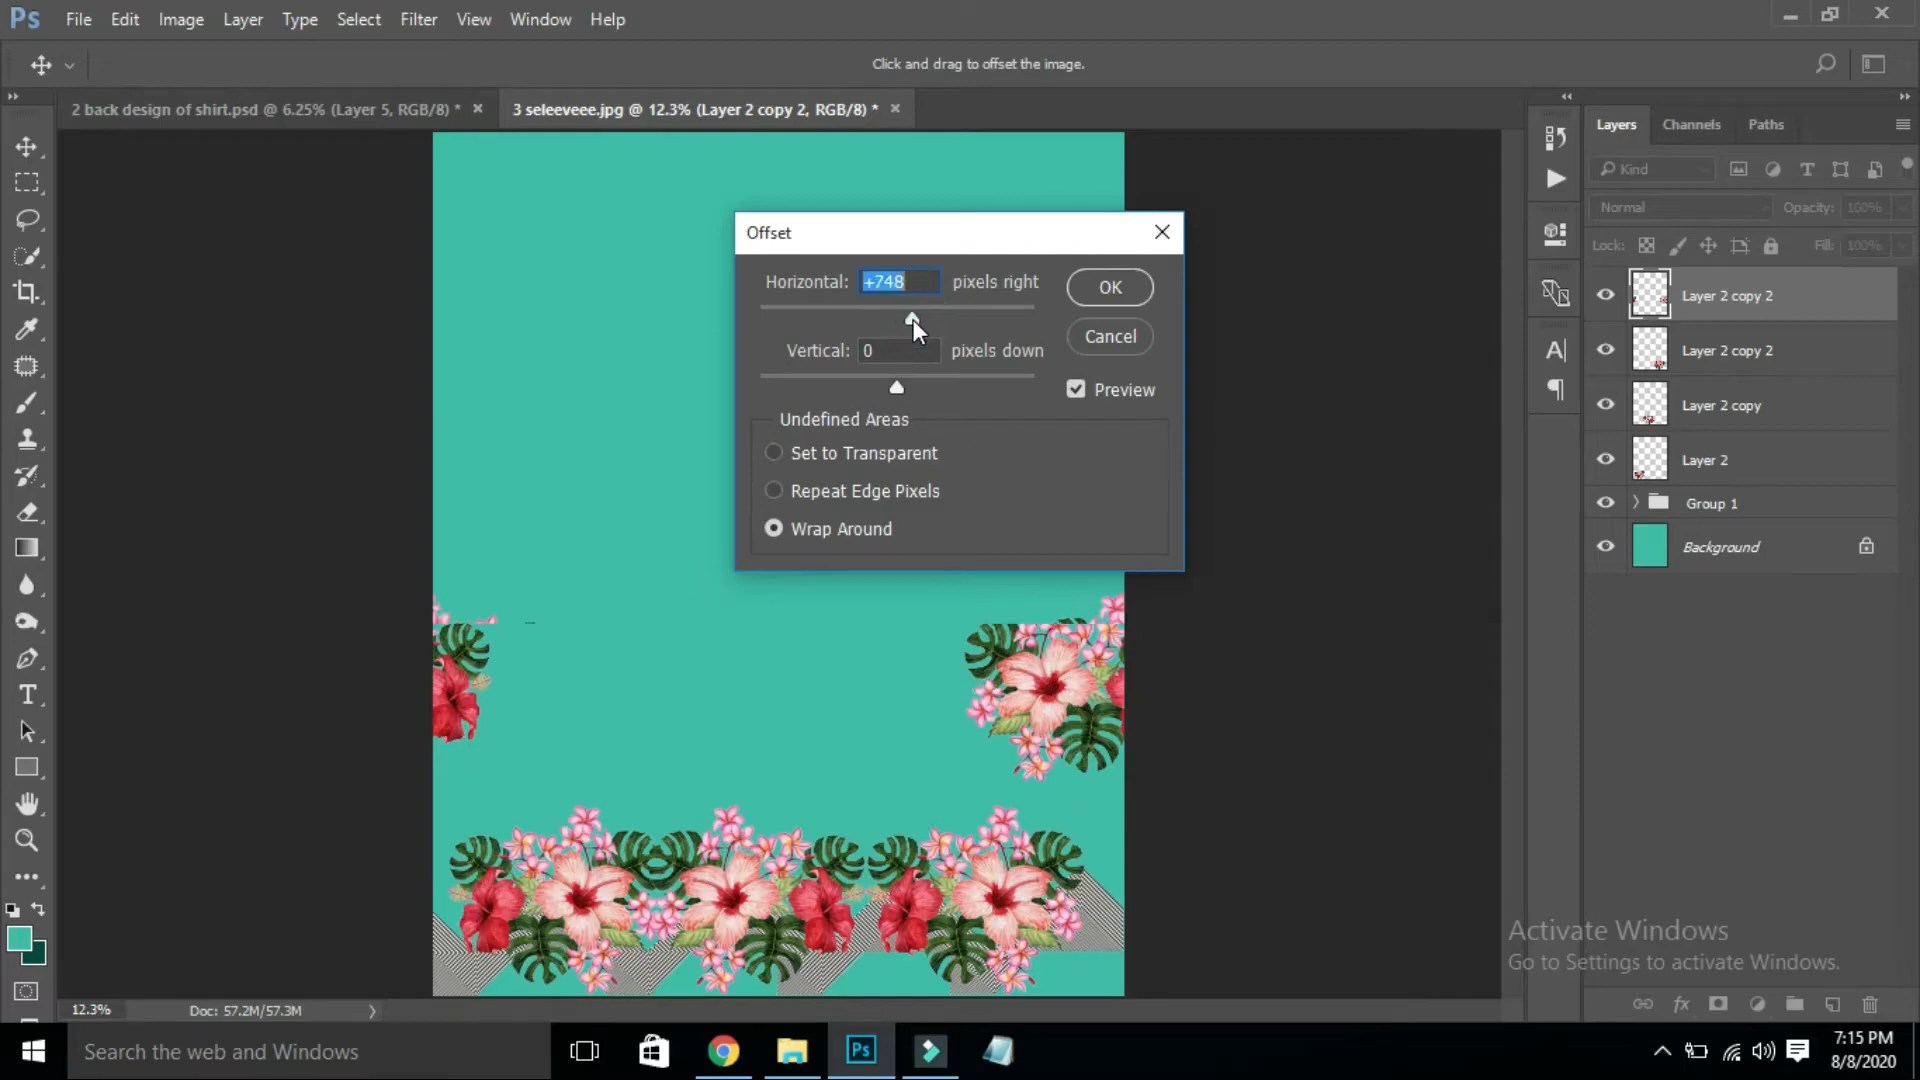 Ps File Edit Image Layer Type Select Filter View Window Help
Click and drag to offset the image.
2 back design of shirt.psd @ 6.25% (Layer 5, RGB/8) *
3 seleeveee.jpg @ 12.3% (Layer 2 copy 2, RGB/8) *
Layers Channels Paths
Kind
Normal Opacity: 100%
Lock: Fill: 100%
Layer 2 copy 2
Layer 2 copy 2
Layer 2 copy
Layer 2
Group 1
Background
Offset
Horizontal: +748 pixels right
OK
Vertical: 0 pixels down
Cancel
Preview
Undefined Areas
Set to Transparent
Repeat Edge Pixels
Wrap Around
Activate Windows
Go to Settings to activate Windows.
12.3% Doc: 57.2M/57.3M
Search the web and Windows
Ps
7:15 PM
8/8/2020